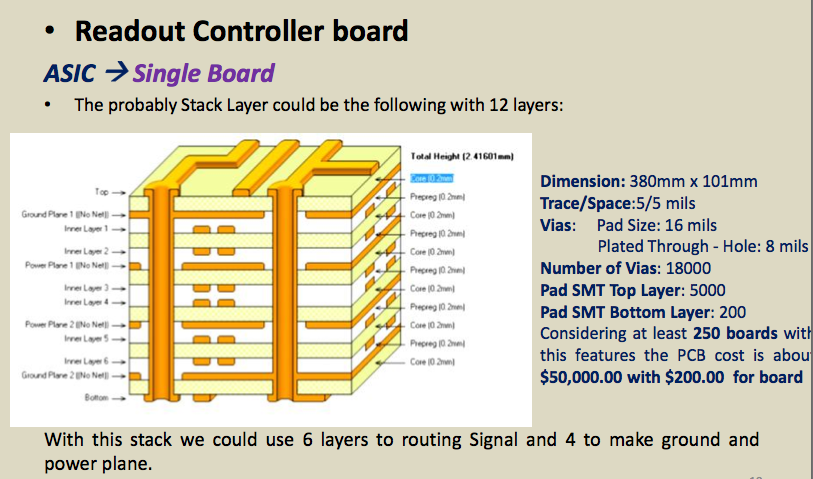 • Readout Controller board
ASIC → Single Board
• The probably Stack Layer could be the following with 12 layers:
Total Height (2.41601mm)
Core (0.2mm)
Prepreg (0.2mm)
Core (0.2mm)
Prepreg (0.2mm)
Core (0.2mm)
Prepreg (0.2mm)
Core (0.2mm)
Prepreg (0.2mm)
Core (0.2mm)
Prepreg (0.2mm)
Core (0.2mm)
Top
Ground Plane 1 ((No Net))
Inner Layer 1
Inner Layer 2
Power Plane 1 ((No Net))
Inner Layer 3
Inner Layer 4
Power Plane 2 ((No Net))
Inner Layer 5
Inner Layer 6
Ground Plane 2 ((No Net))
Bottom
Dimension: 380mm x 101mm
Trace/Space:5/5 mils
Vias: Pad Size: 16 mils
Plated Through - Hole: 8 mils
Number of Vias: 18000
Pad SMT Top Layer: 5000
Pad SMT Bottom Layer: 200
Considering at least 250 boards with
this features the PCB cost is abou
$50,000.00 with $200.00 for board
With this stack we could use 6 layers to routing Signal and 4 to make ground and
power plane.